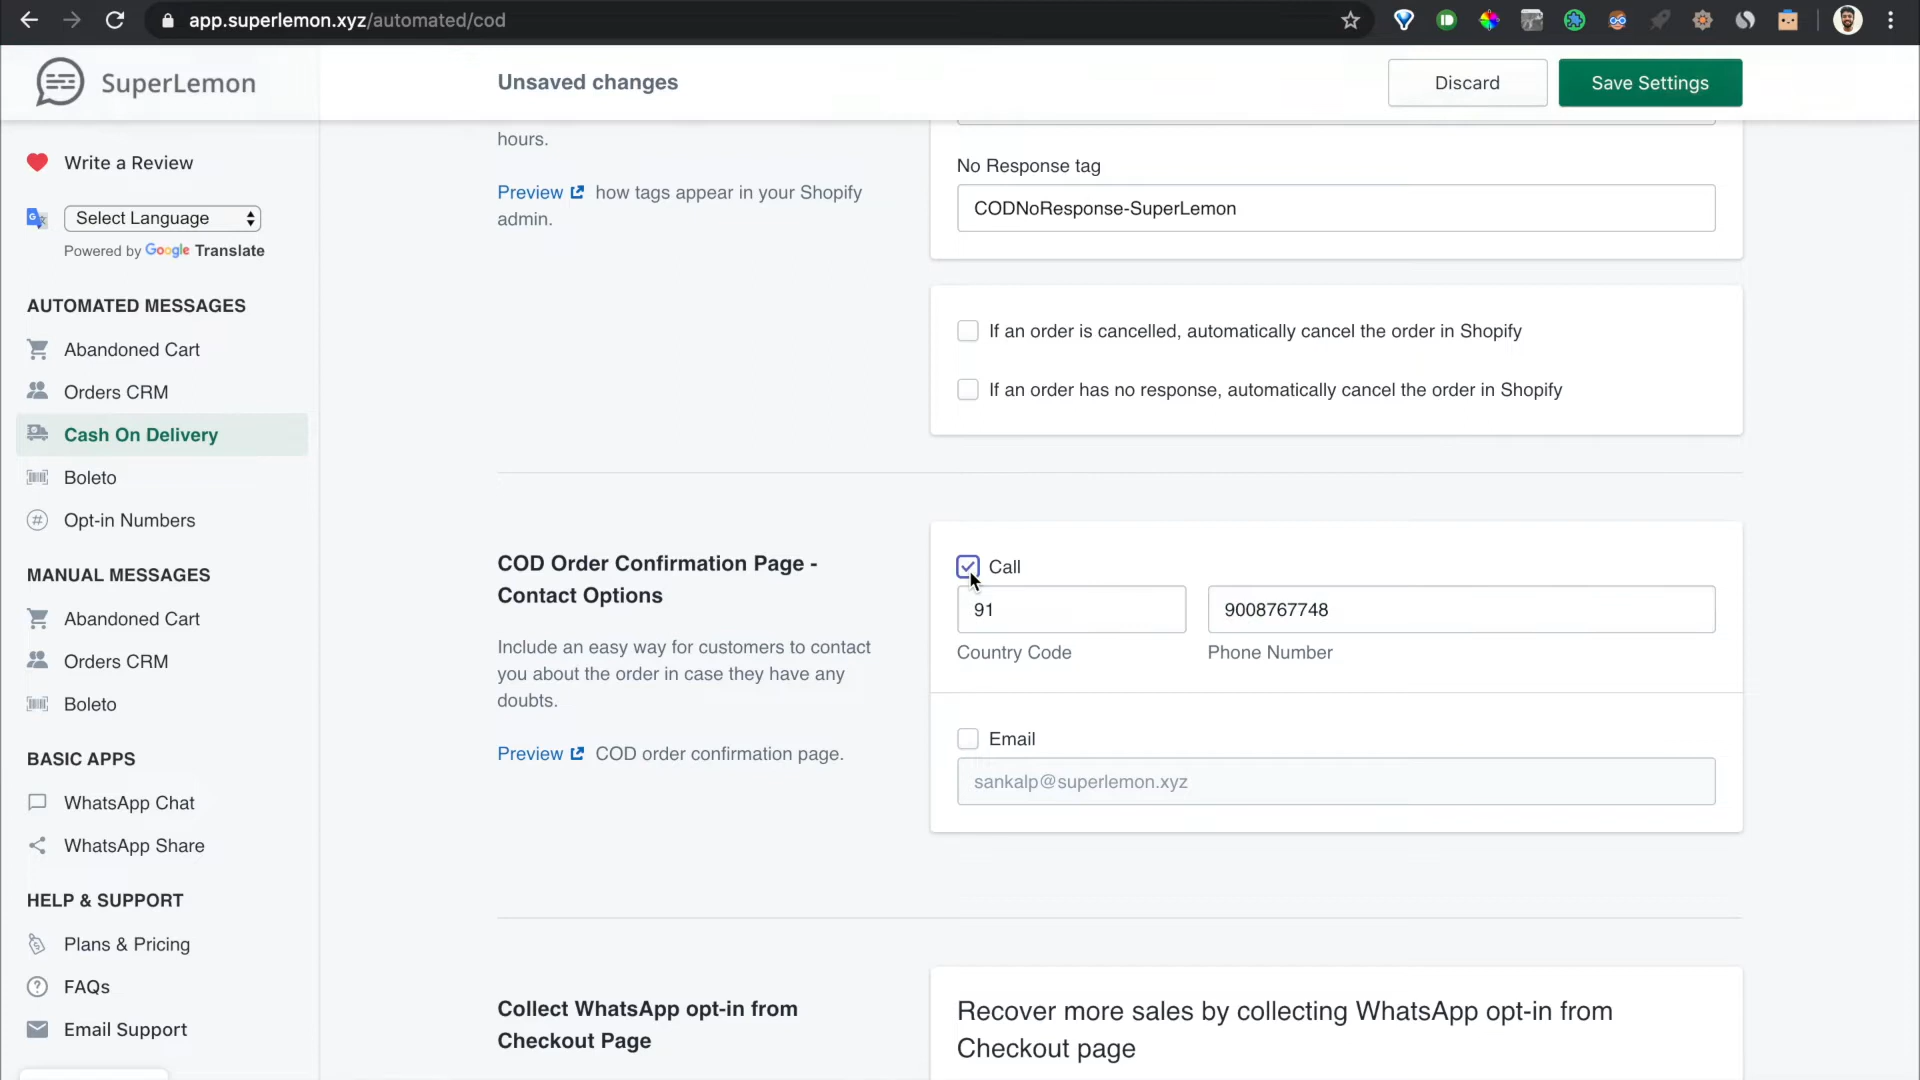 app.superlemon.xyz/automated/cod
SuperLemon
Unsaved changes
Discard
Save Settings
Write a Review
Select Language
Powered by Google Translate
AUTOMATED MESSAGES
Abandoned Cart
Orders CRM
Cash On Delivery
Boleto
Opt-in Numbers
MANUAL MESSAGES
Abandoned Cart
Orders CRM
Boleto
BASIC APPS
WhatsApp Chat
WhatsApp Share
HELP & SUPPORT
Plans & Pricing
FAQs
Email Support
hours.
Preview how tags appear in your Shopify
admin.
No Response tag
CODNoResponse-SuperLemon
If an order is cancelled, automatically cancel the order in Shopify
If an order has no response, automatically cancel the order in Shopify
COD Order Confirmation Page -
Contact Options
Include an easy way for customers to contact
you about the order in case they have any
doubts.
Preview COD order confirmation page.
Call
91
9008767748
Country Code
Phone Number
Email
sankalp@superlemon.xyz
Collect WhatsApp opt-in from
Checkout Page
Recover more sales by collecting WhatsApp opt-in from
Checkout page